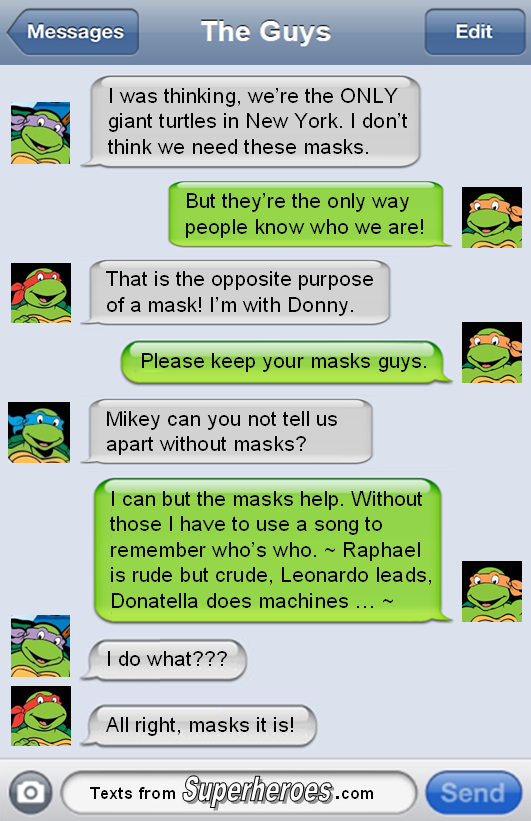 Messages
The Guys
Edit
I was thinking, we're the ONLY
giant turtles in New York. I don't
think we need these masks.
But they're the only way
people know who we are!
That is the opposite purpose
of a mask! I'm with Donny.
Please keep your masks guys.
Mikey can you not tell us
apart without masks?
I can but the masks help. Without
those I have to use a song to
remember who's who. ~ Raphael
is rude but crude, Leonardo leads,
Donatella does machines ... ~
I do what???
All right, masks it is!
Texts from Superheroes.com
Send